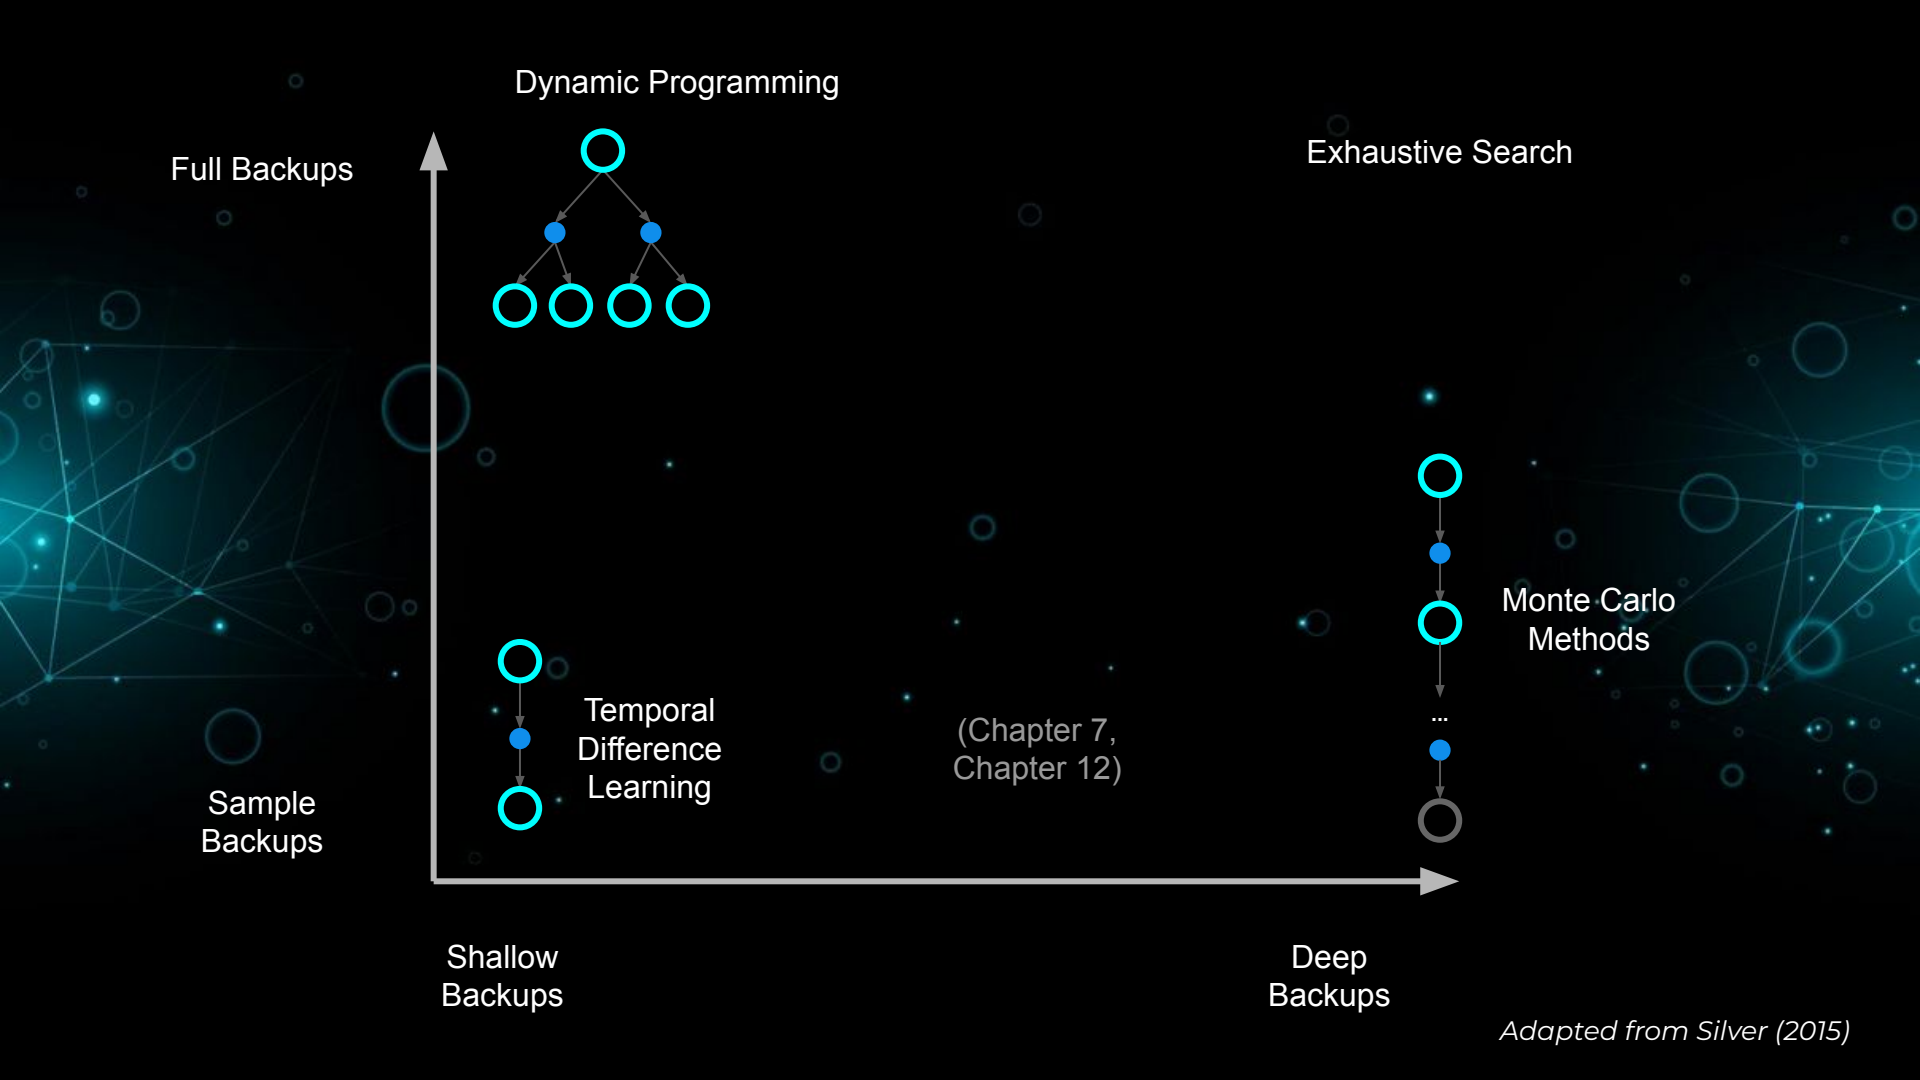 Dynamic Programming
Full Backups
Exhaustive Search
Monte Carlo
Methods
...
Temporal
Difference
Learning
(Chapter 7,
Chapter 12)
Sample
Backups
Shallow
Backups
Deep
Backups
Adapted from Silver (2015)